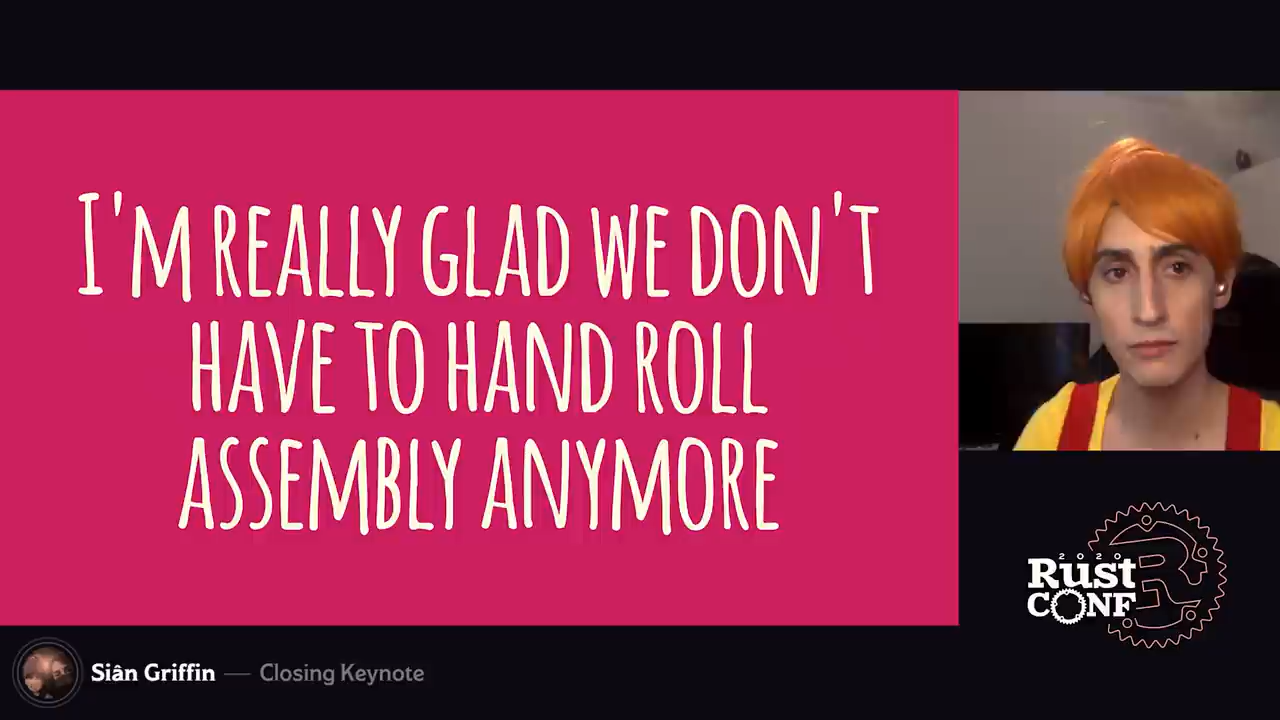 I'M REALLY GLAD WE DON'T
HAVE TO HAND ROLL
ASSEMBLY ANYMORE
2020
Rust
CONF
R
Siân Griffin — Closing Keynote